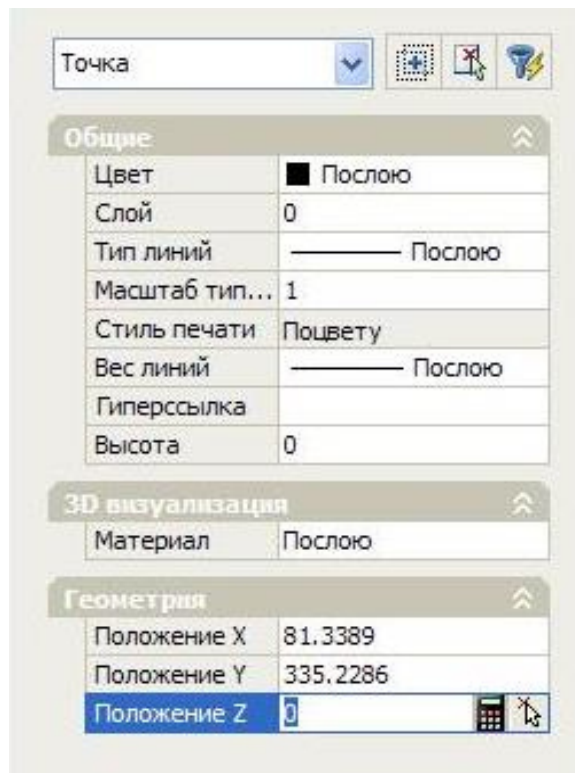 Точка
Общие
Цвет Послою
Слой 0
Тип линий Послою
Масштаб тип... 1
Стиль печати Поцвету
Вес линий Послою
Гиперссылка
Высота 0
3D визуализация
Материал Послою
Геометрия
Положение X 81.3389
Положение Y 335.2286
Положение Z 0